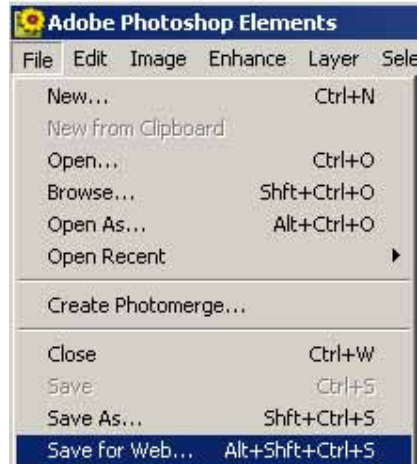 Adobe Photoshop Elements
File Edit Image Enhance Layer Sele
New... Ctrl+N
New from Clipboard
Open... Ctrl+O
Browse... Shft+Ctrl+O
Open As... Alt+Ctrl+O
Open Recent
Create Photomerge...
Close Ctrl+W
Save Ctrl+S
Save As... Shft+Ctrl+S
Save for Web... Alt+Shft+Ctrl+S